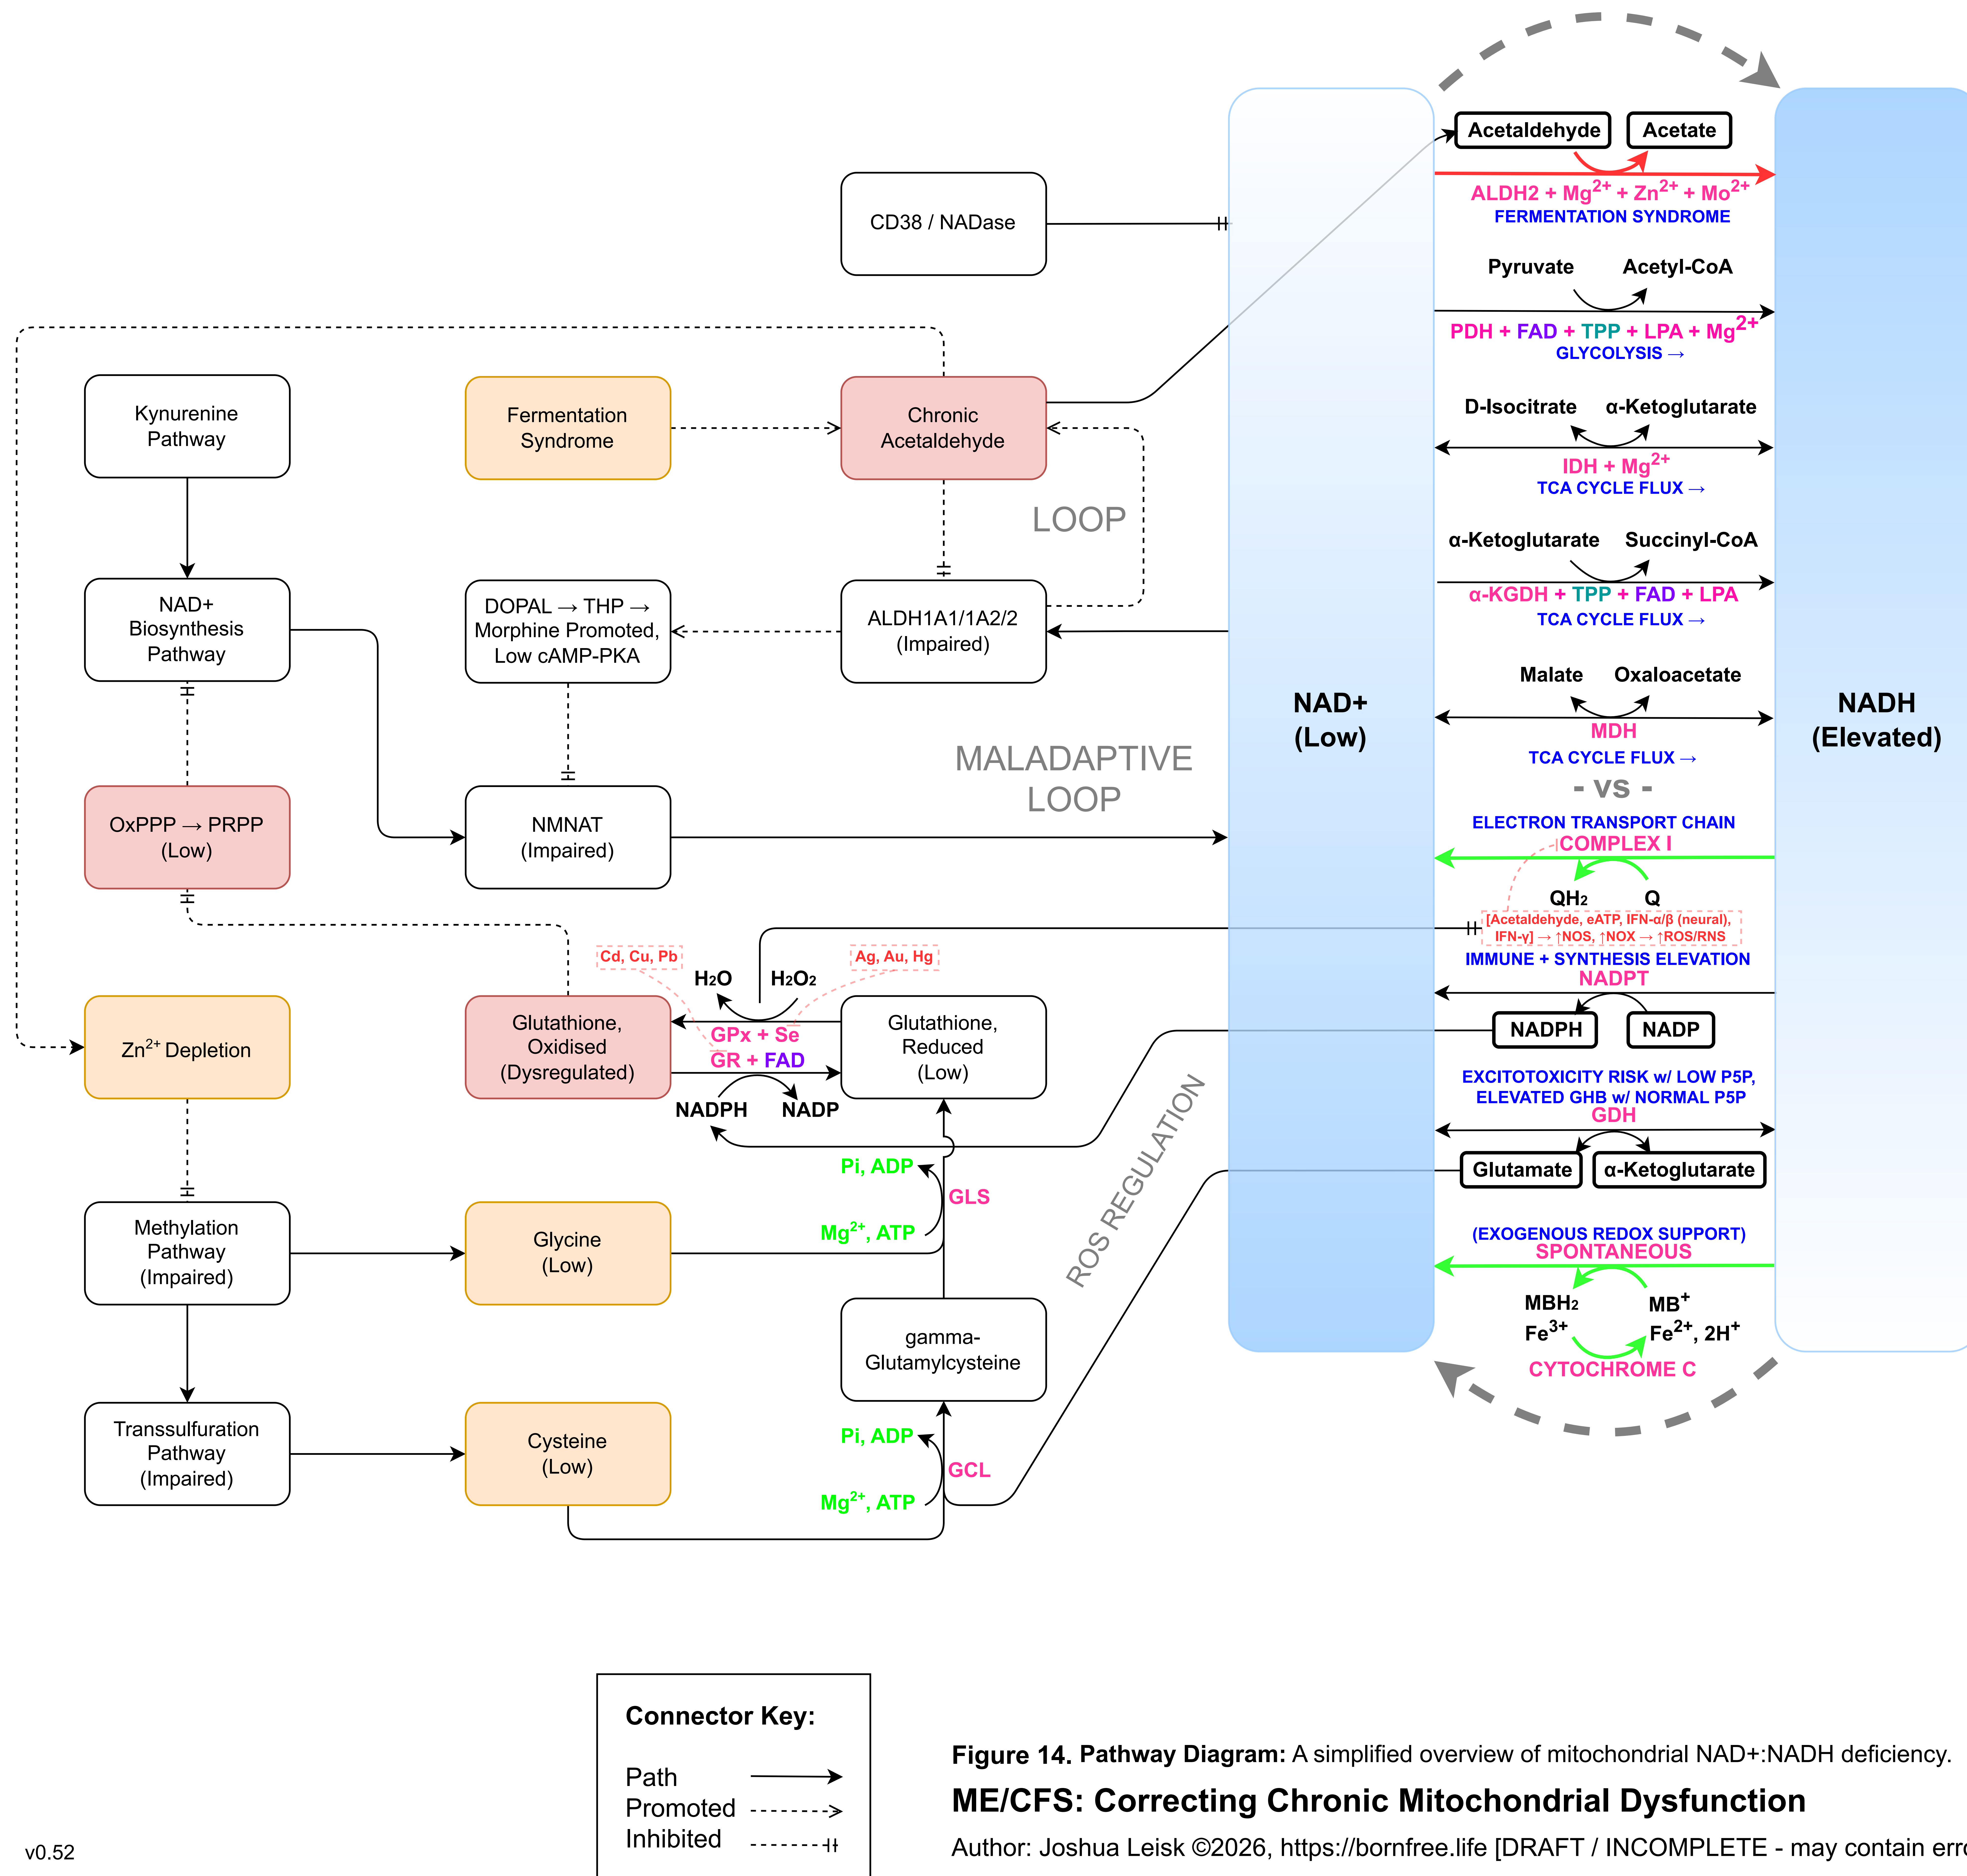 Acetaldehyde
Acetate
ALDH2 + Mg²⁺ + Zn²⁺ + Mo²⁺
FERMENTATION SYNDROME
CD38 / NADase
Pyruvate
Acetyl-CoA
PDH + FAD + TPP + LPA + Mg²⁺
GLYCOLYSIS →
Kynurenine
Pathway
Fermentation
Syndrome
Chronic
Acetaldehyde
D-Isocitrate
α-Ketoglutarate
IDH + Mg²⁺
TCA CYCLE FLUX →
LOOP
α-Ketoglutarate
Succinyl-CoA
α-KGDH + TPP + FAD + LPA
TCA CYCLE FLUX →
NAD+
Biosynthesis
Pathway
DOPAL → THP →
Morphine Promoted,
Low cAMP-PKA
ALDH1A1/1A2/2
(Impaired)
NAD+
(Low)
Malate
Oxaloacetate
MDH
TCA CYCLE FLUX →
NADH
(Elevated)
MALADAPTIVE
LOOP
- vs -
OxPPP → PRPP
(Low)
NMNAT
(Impaired)
ELECTRON TRANSPORT CHAIN
COMPLEX I
QH₂
Q
[Acetaldehyde, eATP, IFN-α/β (neural),
IFN-γ] → ↑NOS, ↑NOX → ↑ROS/RNS
IMMUNE + SYNTHESIS ELEVATION
NADPT
NADPH
NADP
Cd, Cu, Pb
Ag, Au, Hg
H₂O
H₂O₂
Zn²⁺ Depletion
Glutathione,
Oxidised
(Dysregulated)
GPx + Se
GR + FAD
NADPH
NADP
Glutathione,
Reduced
(Low)
ROS REGULATION
EXCITOTOXICITY RISK w/ LOW P5P,
ELEVATED GHB w/ NORMAL P5P
GDH
Glutamate
α-Ketoglutarate
Methylation
Pathway
(Impaired)
Glycine
(Low)
Pi, ADP
GLS
Mg²⁺, ATP
(EXOGENOUS REDOX SUPPORT)
SPONTANEOUS
MBH₂
MB⁺
Fe³⁺
Fe²⁺, 2H⁺
CYTOCHROME C
gamma-
Glutamylcysteine
Transsulfuration
Pathway
(Impaired)
Cysteine
(Low)
Pi, ADP
GCL
Mg²⁺, ATP
Connector Key:
Path
Promoted
Inhibited
Figure 14. Pathway Diagram: A simplified overview of mitochondrial NAD+:NADH deficiency.
ME/CFS: Correcting Chronic Mitochondrial Dysfunction
Author: Joshua Leisk ©2026, https://bornfree.life [DRAFT / INCOMPLETE - may contain erro
v0.52